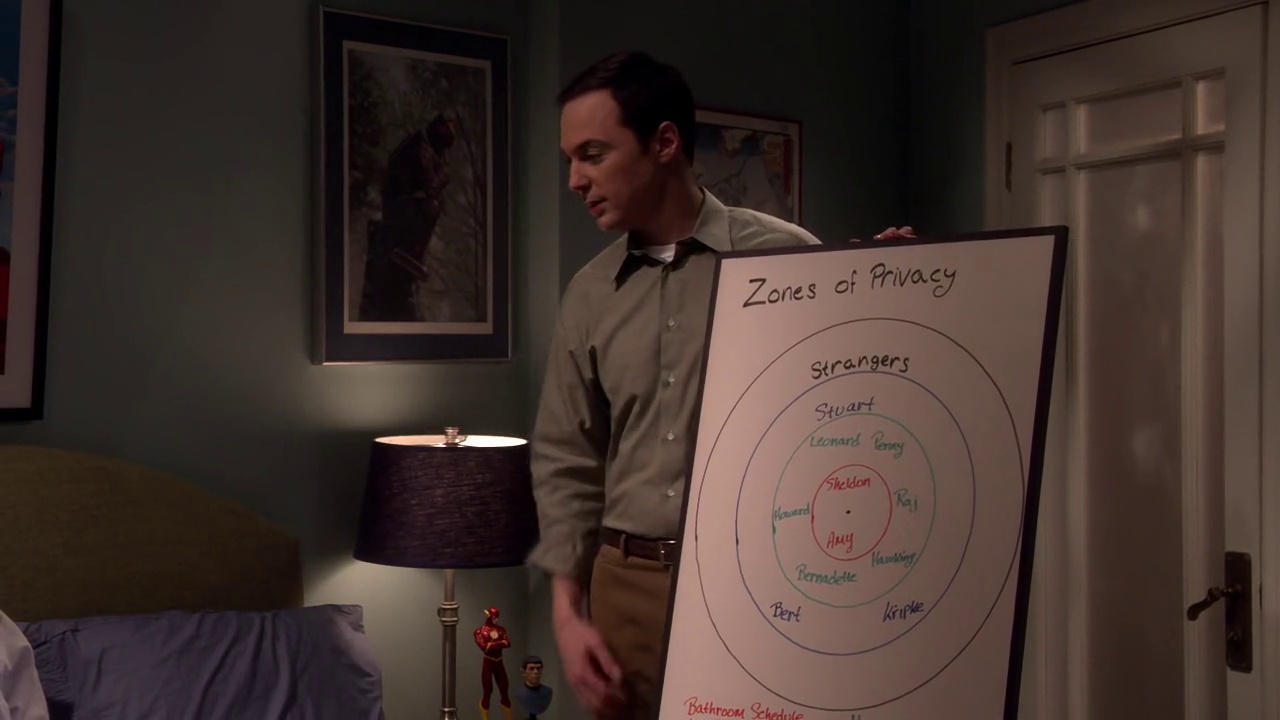 Zones of Privacy
Strangers
Stuart
Leonard Penny
Sheldon
Howard Raj
Amy
Hawking
Bernadette
Bert Kripke
Bathroom Schedule